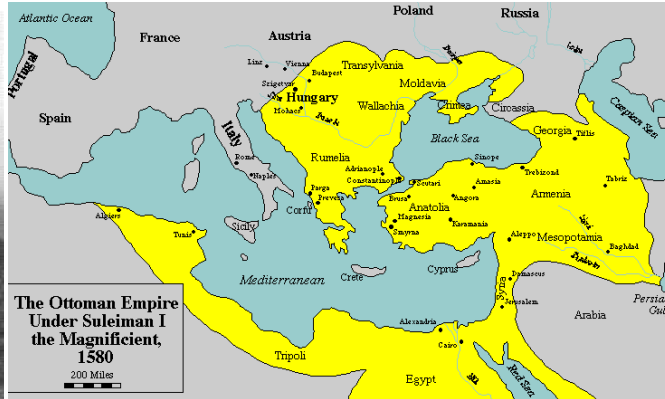 Atlantic Ocean
Poland
Russia
France
Austria
Portugal
Linz
Vienna
Budapest
Transylvania
Szigetvar
Hungary
Moldavia
Caspian Sea
Mohacs
Wallachia
Crimea
Circassia
Spain
Italy
Black Sea
Georgia
Tiflis
Rome
Rumelia
Adrianople
Sinope
Naples
Constantinople
Scutari
Trebizond
Tabriz
Parga
Preveza
Brusa
Amasia
Angora
Armenia
Corfu
Anatolia
Algiers
Magnesia
Karamania
Sicily
Smyrna
Tunis
Aleppo
Mesopotamia
Baghdad
Mediterranean
Crete
Cyprus
Damascus
Syria
Jerusalem
Arabia
The Ottoman Empire
Under Suleiman I
the Magnificient,
1580
200 Miles
Alexandria
Cairo
Tripoli
Egypt
Red Sea